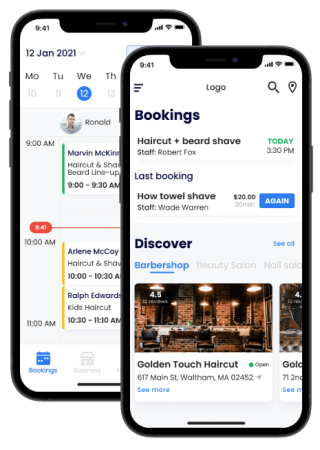 9:41
12 Jan 2021
Mo Tu We Th
10 11 12 13
Ronald
9:00 AM
Marvin McKinn
Haircut & Shav
Beard Line-up
9:00 - 9:30 AM
9:41
10:00 AM
Arlene McCoy
Haircut & Shav
10:00 - 10:30 A
Ralph Edwards
Kids Haircut
10:30 - 11:10 A
11:00 AM
Bookings
Business
9:41
Logo
Bookings
Haircut + beard shave
TODAY
Staff: Robert Fox
3:30 PM
Last booking
How towel shave
$20.00
AGAIN
Staff: Wade Warren
30min
Discover
See all
Barbershop Beauty Salon Nail salo
4.5
12 reviews
4.
12 re
Golden Touch Haircut
Open
Gold
617 Main St, Waltham, MA 02452
71 2nd
See more
See m